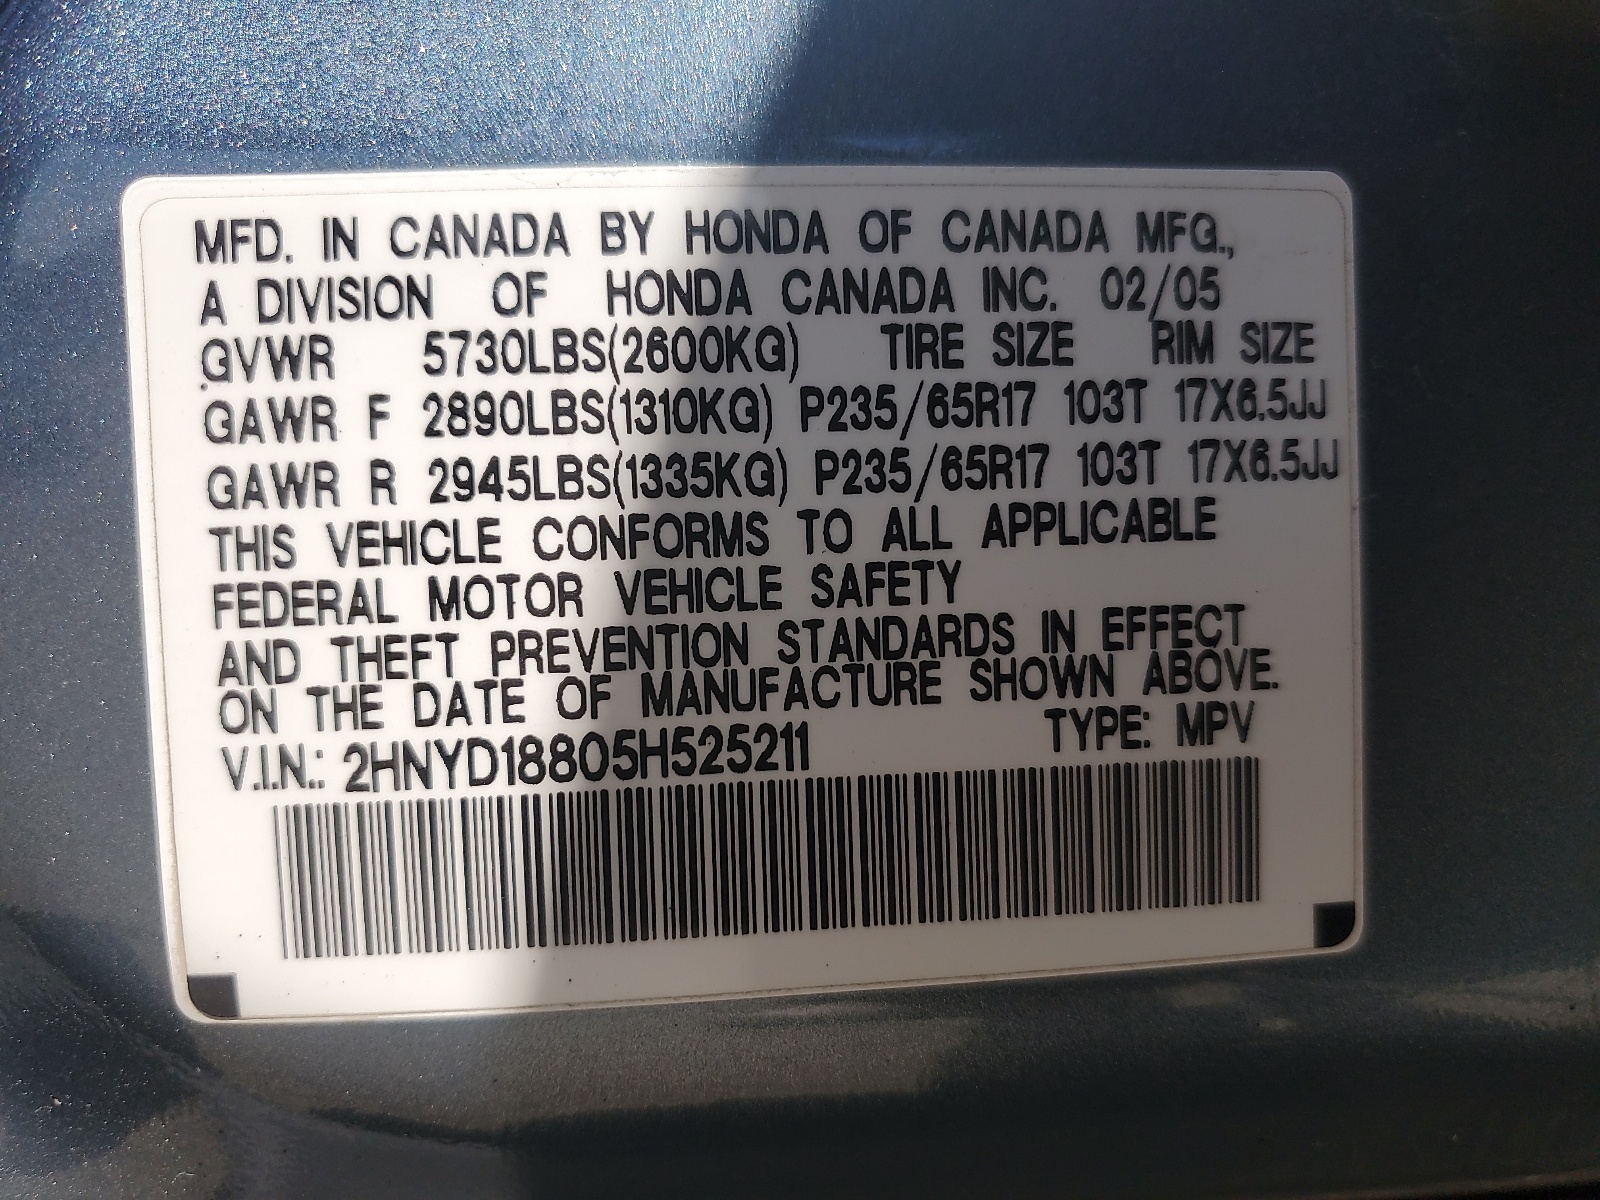 MFD. IN CANADA BY HONDA OF CANADA MFG.,
A DIVISION OF HONDA CANADA INC. 02/05
GVWR 5730LBS(2600KG) TIRE SIZE RIM SIZE
GAWR F 2890LBS(1310KG) P235/65R17 103T 17X6.5JJ
GAWR R 2945LBS(1335KG) P235/65R17 103T 17X6.5JJ
THIS VEHICLE CONFORMS TO ALL APPLICABLE
FEDERAL MOTOR VEHICLE SAFETY
AND THEFT PREVENTION STANDARDS IN EFFECT
ON THE DATE OF MANUFACTURE SHOWN ABOVE.
V.I.N.: 2HNYD18805H525211 TYPE: MPV